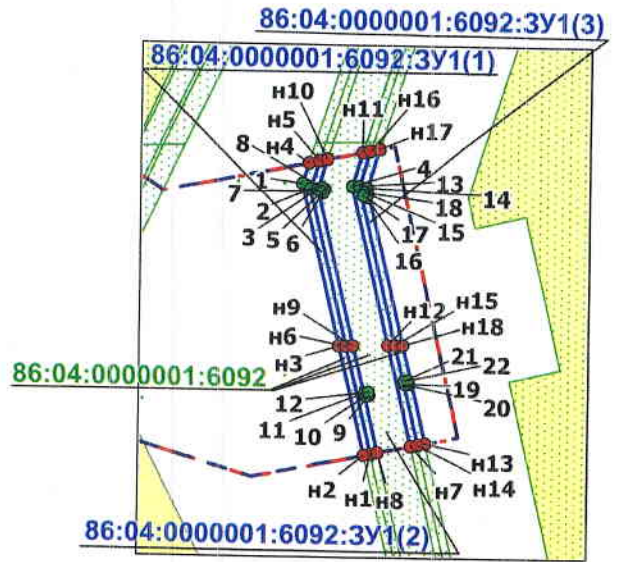 86:04:0000001:6092:ЗУ1(3)
86:04:0000001:6092:ЗУ1(1)
н10
н16
н5
н11
н4
н17
8
1
4
7
13
14
2
18
3
5
6
17
15
16
н9
н12
н15
н6
н18
н3
86:04:0000001:6092
21
22
12
19
11
10
9
20
н2
н1
н8
н7
н13
н14
86:04:0000001:6092:ЗУ1(2)